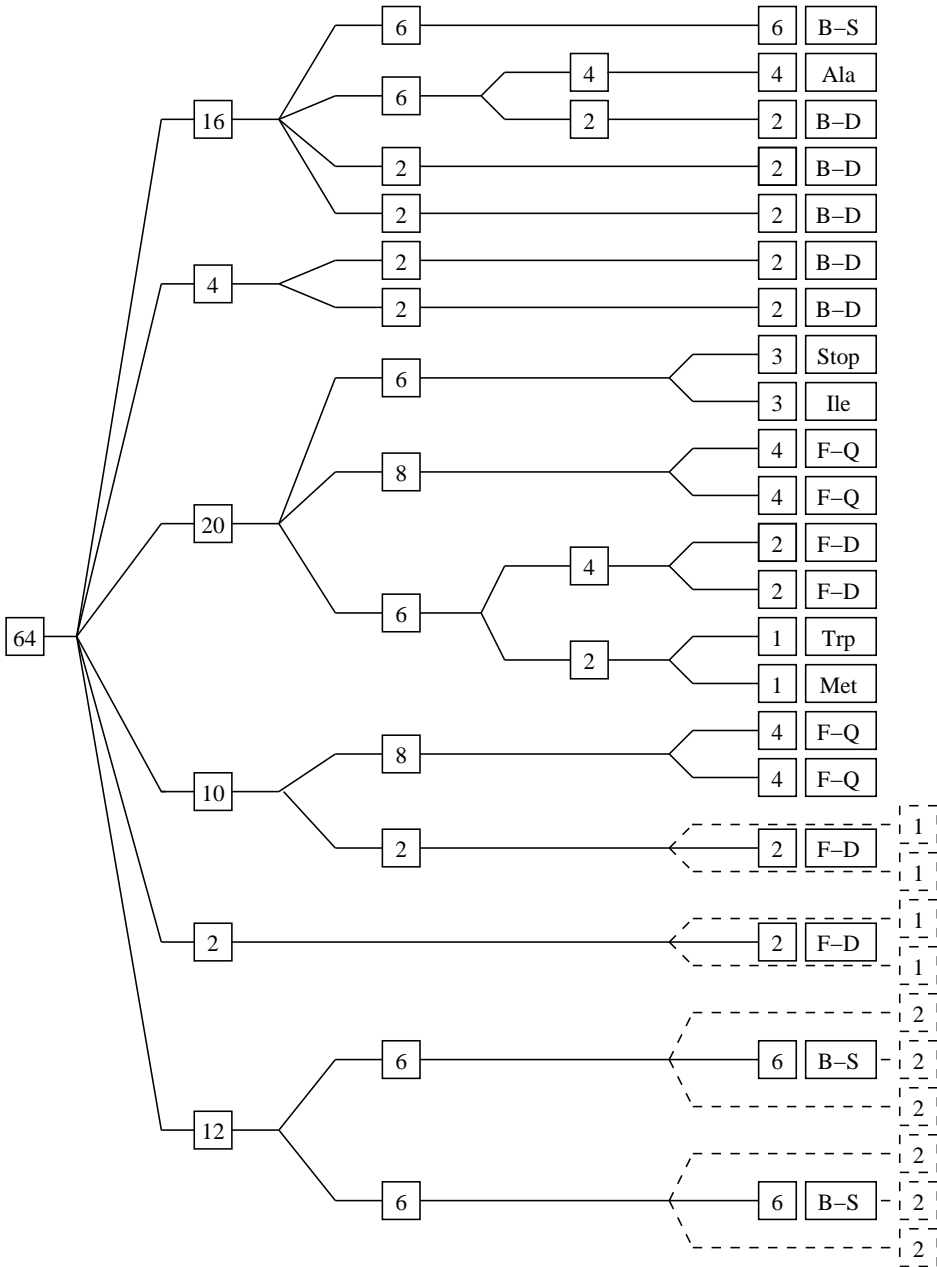 6 6 B–S
4 4 Ala
6
16 2 2 B–D
2 2 B–D
2 2 B–D
2 2 B–D
4
2 2 B–D
3 Stop
6
3 Ile
4 F–Q
8
4 F–Q
20
2 F–D
4
2 F–D
6
64 1 Trp
2
1 Met
4 F–Q
8
4 F–Q
10
1
2 2 F–D
1
1
2 2 F–D
1
2
6 6 B–S 2
2
12
2
6 6 B–S 2
2